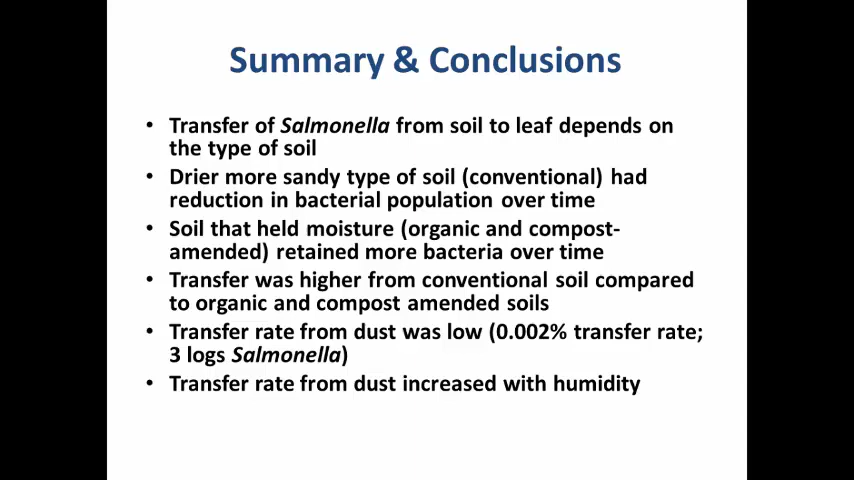 Summary & Conclusions
• Transfer of Salmonella from soil to leaf depends on
the type of soil
• Drier more sandy type of soil (conventional) had
reduction in bacterial population over time
• Soil that held moisture (organic and compost-
amended) retained more bacteria over time
• Transfer was higher from conventional soil compared
to organic and compost amended soils
• Transfer rate from dust was low (0.002% transfer rate;
3 logs Salmonella)
• Transfer rate from dust increased with humidity